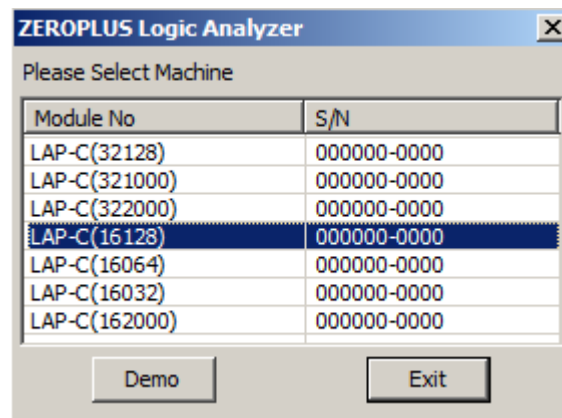 ZEROPLUS Logic Analyzer
Please Select Machine
Module No S/N
LAP-C(32128) 000000-0000
LAP-C(321000) 000000-0000
LAP-C(322000) 000000-0000
LAP-C(16128) 000000-0000
LAP-C(16064) 000000-0000
LAP-C(16032) 000000-0000
LAP-C(162000) 000000-0000
Demo Exit